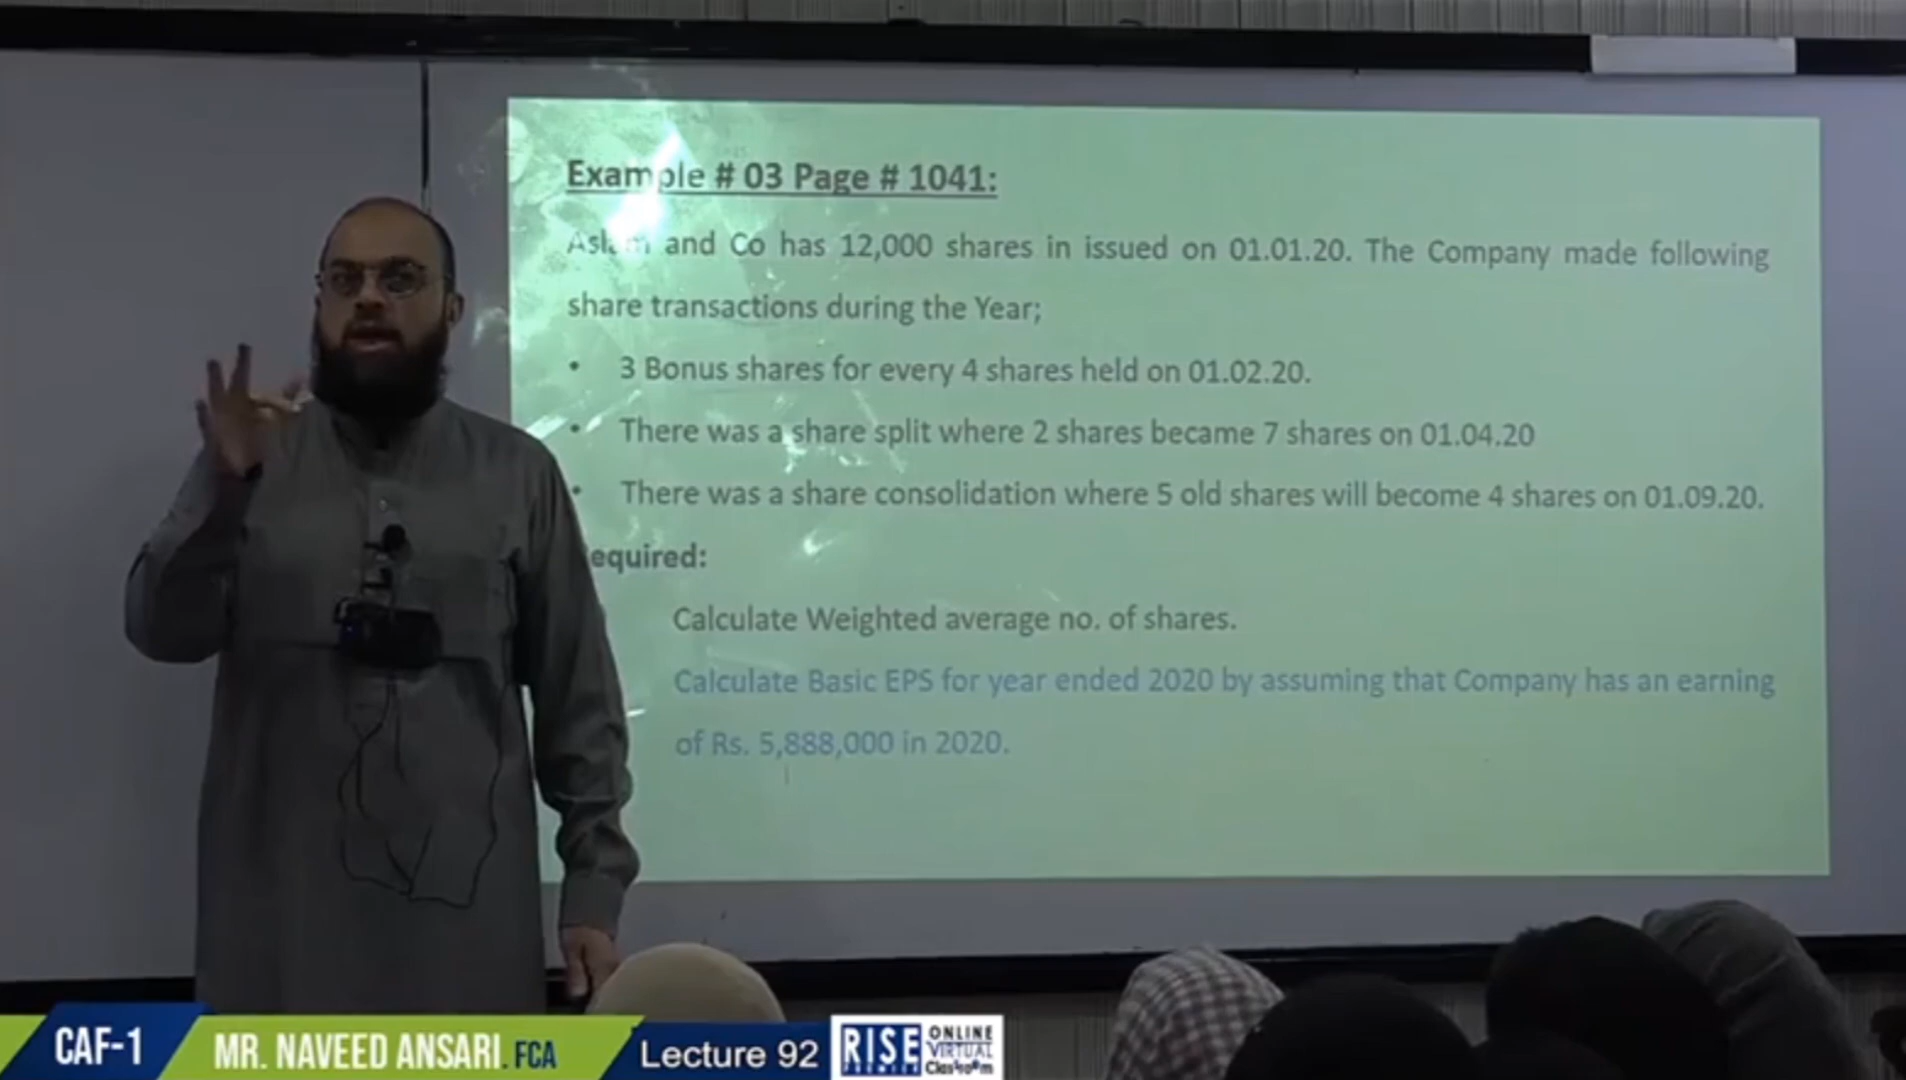 Example # 03 Page # 1041:
and Co has 12,000 shares in issued on 01.01.20. The Company made following
share transactions during the Year;
• 3 Bonus shares for every 4 shares held on 01.02.20.
• There was a share split where 2 shares became 7 shares on 01.04.20
• There was a share consolidation where 5 old shares will become 4 shares on 01.09.20.
equired:
Calculate Weighted average no. of shares.
Calculate Basic EPS for year ended 2020 by assuming that Company has an earning
of Rs. 5,888,000 in 2020.
CAF-1
MR. NAVEED ANSARI. FCA
Lecture 92
RISE
PREMIER
ONLINE
VIRTUAL
Classroom